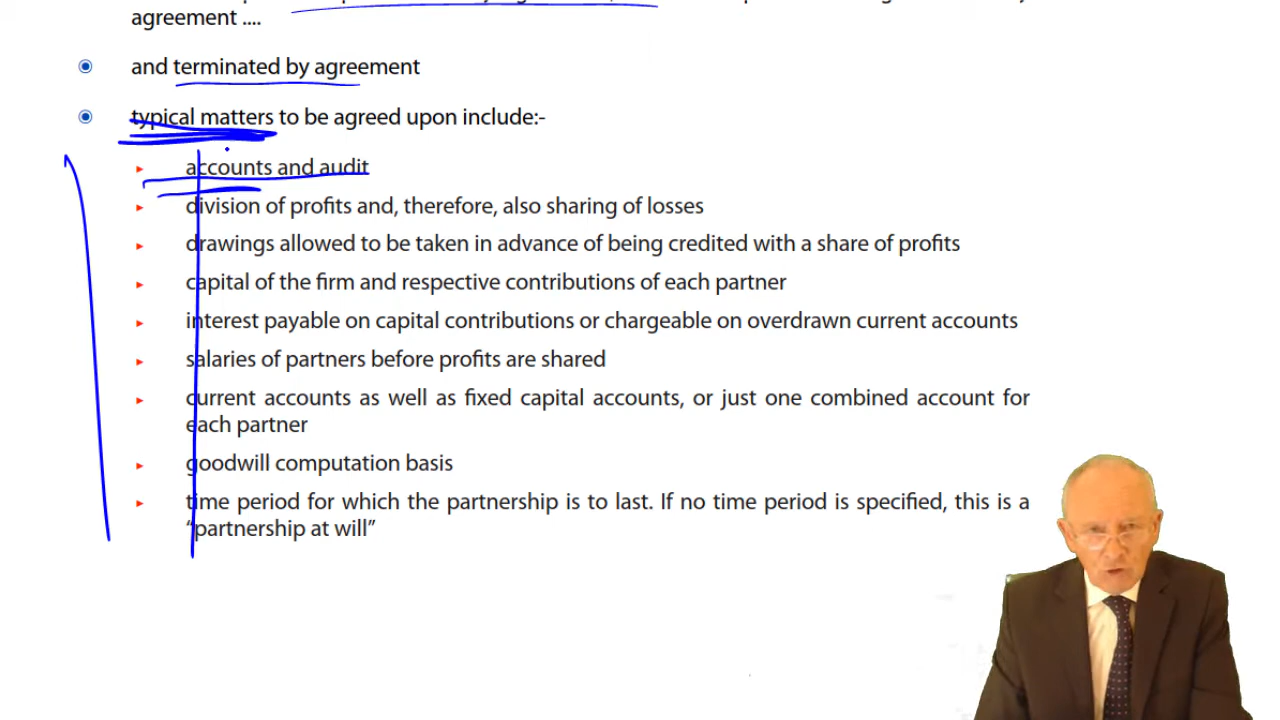 agreement ....
and terminated by agreement
typical matters to be agreed upon include:-
accounts and audit
division of profits and, therefore, also sharing of losses
drawings allowed to be taken in advance of being credited with a share of profits
capital of the firm and respective contributions of each partner
interest payable on capital contributions or chargeable on overdrawn current accounts
salaries of partners before profits are shared
current accounts as well as fixed capital accounts, or just one combined account for
each partner
goodwill computation basis
time period for which the partnership is to last. If no time period is specified, this is a
“partnership at will”